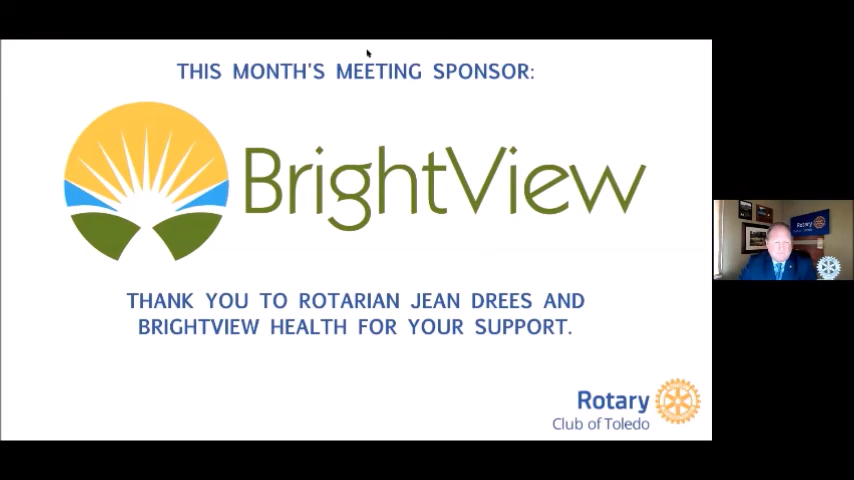 THIS MONTH'S MEETING SPONSOR:
BrightView
THANK YOU TO ROTARIAN JEAN DREES AND
BRIGHTVIEW HEALTH FOR YOUR SUPPORT.
Rotary
Club of Toledo
Rotary